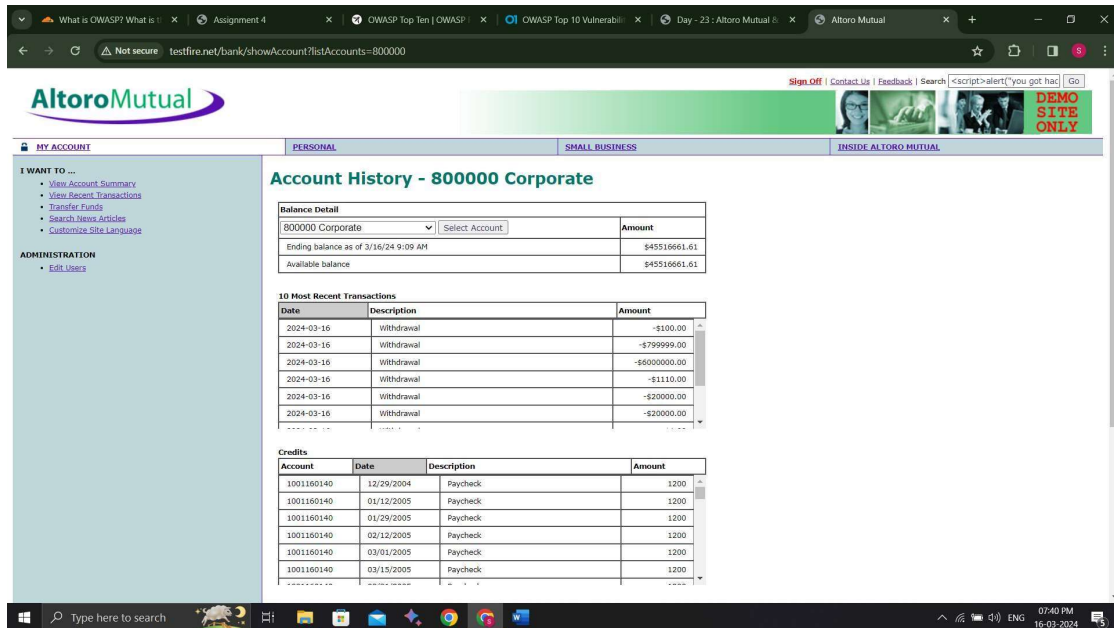 What is OWASP? What is t
Assignment 4
OWASP Top Ten | OWASP
OWASP Top 10 Vulnerabili
Day - 23 : Altoro Mutual &
Altoro Mutual
Not secure testfire.net/bank/showAccount?listAccounts=800000
S
Sign Off | Contact Us | Feedback | Search <script>alert("you got hac Go
AltoroMutual
DEMO
SITE
ONLY
MY ACCOUNT PERSONAL SMALL BUSINESS INSIDE ALTORO MUTUAL
I WANT TO ...
View Account Summary
View Recent Transactions
Transfer Funds
Search News Articles
Customize Site Language
ADMINISTRATION
Edit Users
Account History - 800000 Corporate
Balance Detail
800000 Corporate Select Account Amount
Ending balance as of 3/16/24 9:09 AM $45516661.61
Available balance $45516661.61
10 Most Recent Transactions
Date Description Amount
2024-03-16 Withdrawal -$100.00
2024-03-16 Withdrawal -$799999.00
2024-03-16 Withdrawal -$6000000.00
2024-03-16 Withdrawal -$1110.00
2024-03-16 Withdrawal -$20000.00
2024-03-16 Withdrawal -$20000.00
Credits
Account Date Description Amount
1001160140 12/29/2004 Paycheck 1200
1001160140 01/12/2005 Paycheck 1200
1001160140 01/29/2005 Paycheck 1200
1001160140 02/12/2005 Paycheck 1200
1001160140 03/01/2005 Paycheck 1200
1001160140 03/15/2005 Paycheck 1200
Type here to search
ENG
07:40 PM
16-03-2024
5